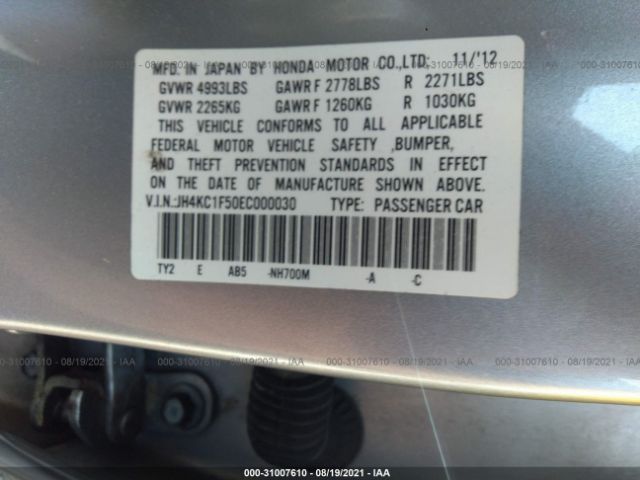 MFD. IN JAPAN BY HONDA MOTOR CO.,LTD. 11/'12
GVWR 4993LBS GAWR F 2778LBS R 2271LBS
GVWR 2265KG GAWR F 1260KG R 1030KG
THIS VEHICLE CONFORMS TO ALL APPLICABLE
FEDERAL MOTOR VEHICLE SAFETY ,BUMPER,
AND THEFT PREVENTION STANDARDS IN EFFECT
ON THE DATE OF MANUFACTURE SHOWN ABOVE.
V.I.N.:JH4KC1F50EC000030 TYPE: PASSENGER CAR
TY2 E AB5 -NH700M -A -C
000-31007610 - 08/19/2021 - IAA